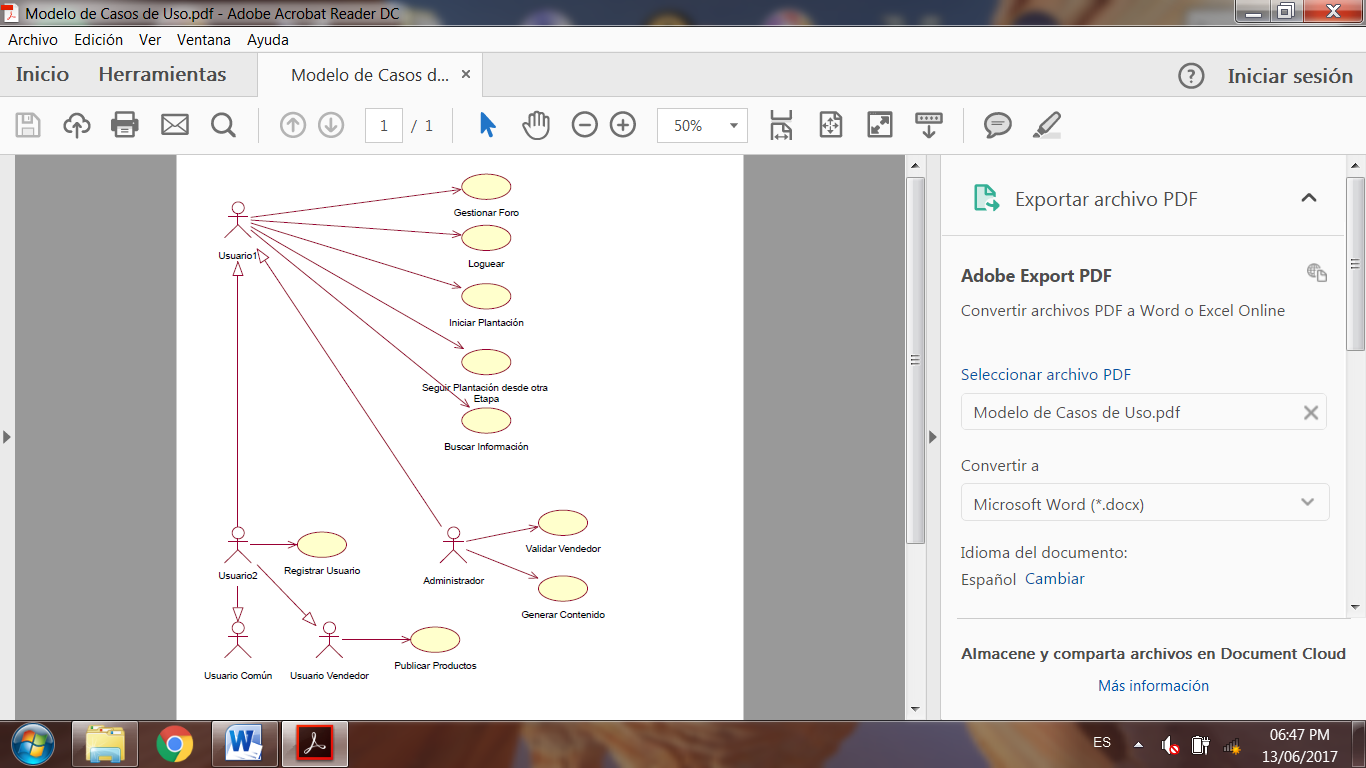 Modelo de Casos de Uso.pdf - Adobe Acrobat Reader DC
Archivo Edición Ver Ventana Ayuda
Inicio Herramientas Modelo de Casos d... × Iniciar sesión
1 / 1 50%
Gestionar Foro
Usuario1
Loguear
Iniciar Plantación
Seguir Plantación desde otra
Etapa
Buscar Información
Validar Vendedor
Registrar Usuario
Usuario2
Administrador
Generar Contenido
Publicar Productos
Usuario Común
Usuario Vendedor
Exportar archivo PDF
Adobe Export PDF
Convertir archivos PDF a Word o Excel Online
Seleccionar archivo PDF
Modelo de Casos de Uso.pdf
Convertir a
Microsoft Word (*.docx)
Idioma del documento:
Español Cambiar
Almacene y comparta archivos en Document Cloud
Más información
ES
06:47 PM
13/06/2017